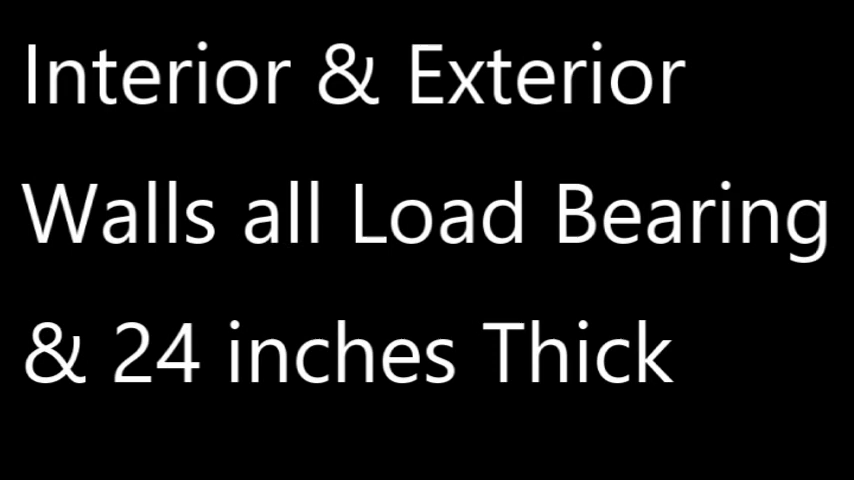 Interior & Exterior
Walls all Load Bearing
& 24 inches Thick